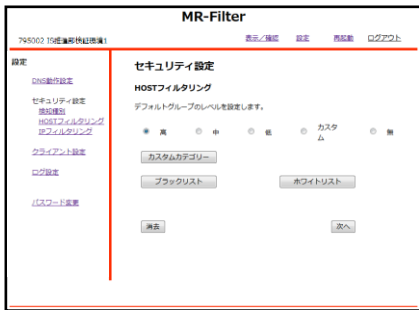 MR-Filter
795002 IS推進部検証環境1
表示/確認 設定 再起動 ログアウト
設定
DNS動作設定
セキュリティ設定
検知種別
HOSTフィルタリング
IPフィルタリング
クライアント設定
ログ設定
パスワード変更
セキュリティ設定
HOSTフィルタリング
デフォルトグループのレベルを設定します。
高 中 低 カスタム 無
カスタムカテゴリー
ブラックリスト ホワイトリスト
消去 次へ